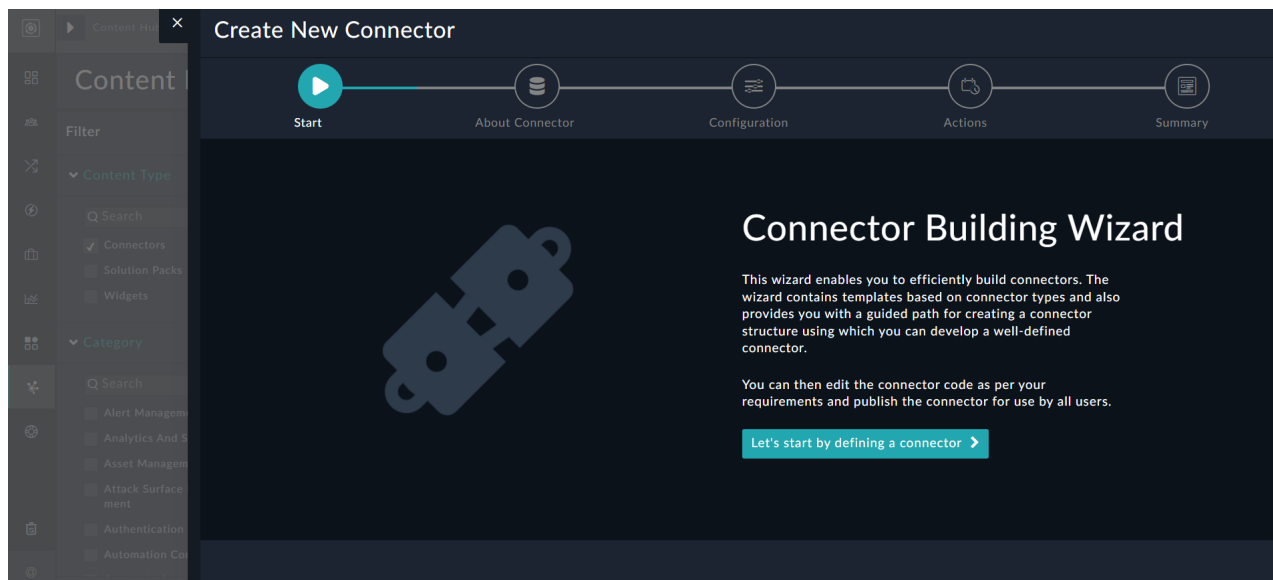 Content Hu
×
Create New Connector
Content
Start
About Connector
Configuration
Actions
Summary
Filter
Content Type
Search
Connectors
Solution Packs
Widgets
Category
Search
Alert Managem
Analytics And S
Asset Managem
Attack Surface
ment
Authentication
Automation Co
Connector Building Wizard
This wizard enables you to efficiently build connectors. The
wizard contains templates based on connector types and also
provides you with a guided path for creating a connector
structure using which you can develop a well-defined
connector.
You can then edit the connector code as per your
requirements and publish the connector for use by all users.
Let's start by defining a connector